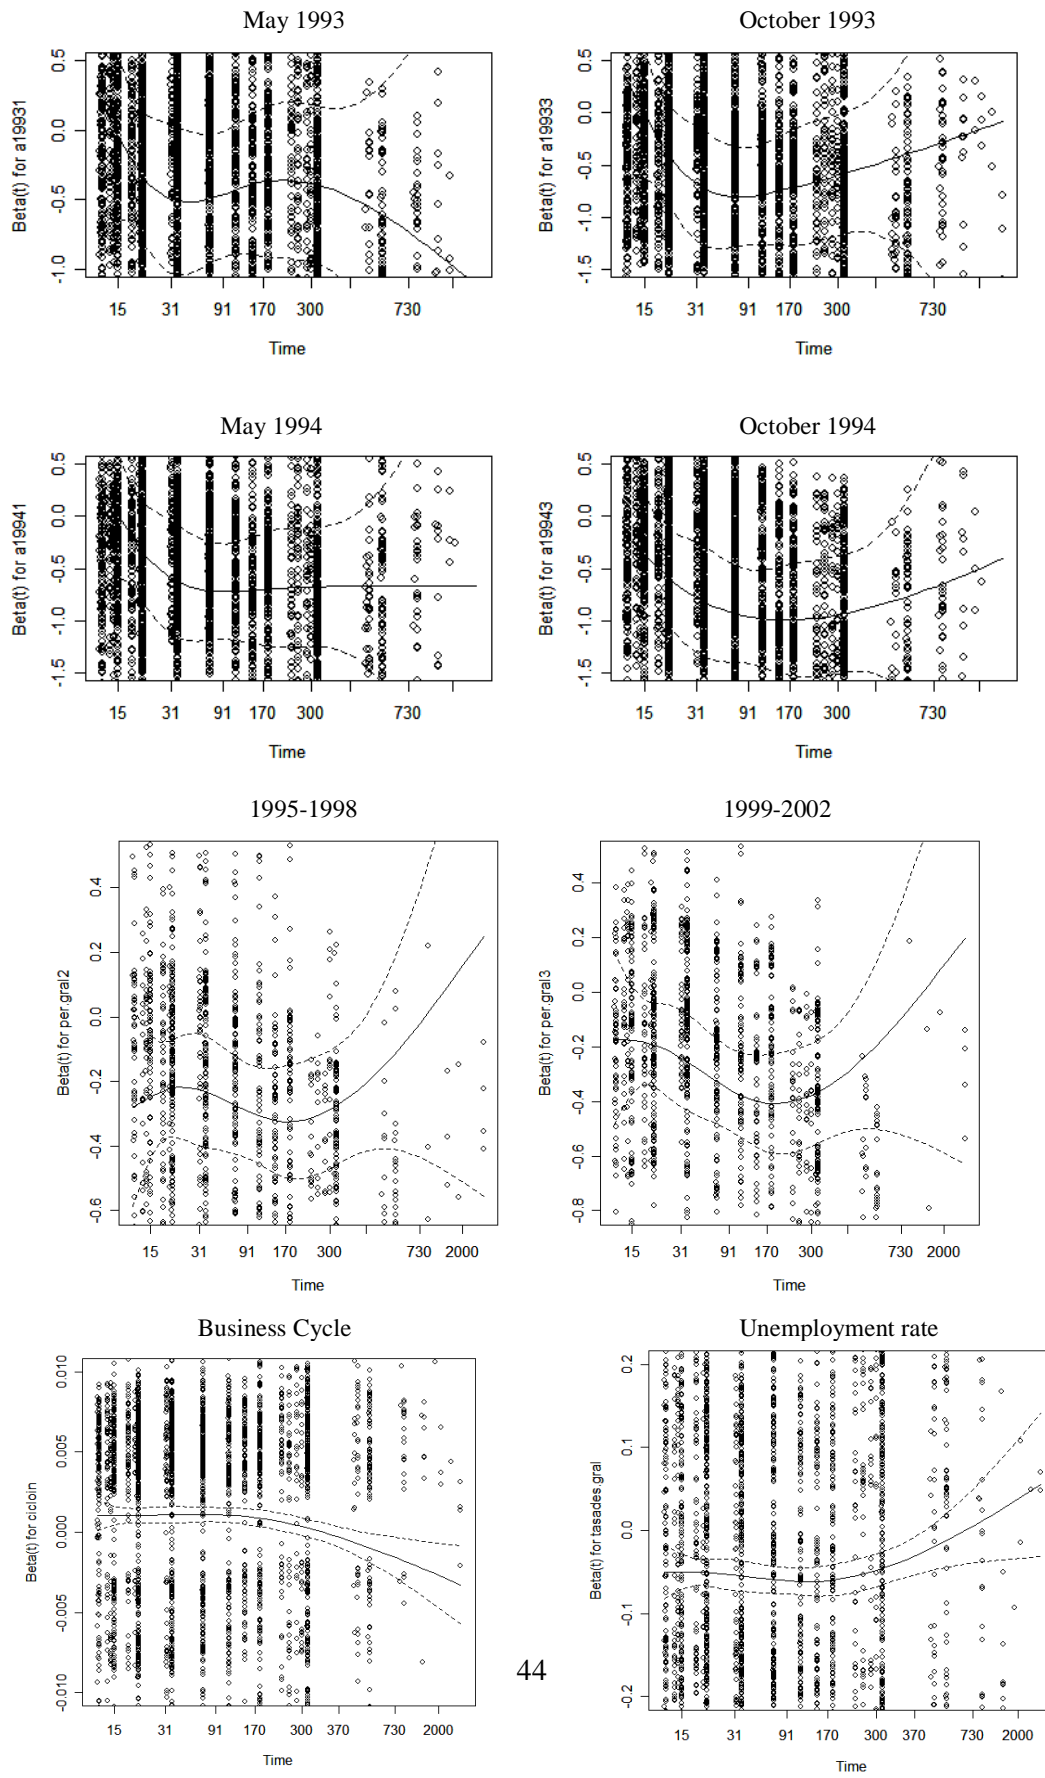 May 1993
0.5
0.0
-0.5
-1.0
Beta(t) for a19931
15 31 91 170 300 730
Time
October 1993
0.5
0.0
-0.5
-1.0
-1.5
Beta(t) for a19933
15 31 91 170 300 730
Time
May 1994
0.5
0.0
-0.5
-1.0
-1.5
Beta(t) for a19941
15 31 91 170 300 730
Time
October 1994
0.5
0.0
-0.5
-1.0
-1.5
Beta(t) for a19943
15 31 91 170 300 730
Time
1995-1998
0.4
0.2
0.0
-0.2
-0.4
-0.6
Beta(t) for per.gral2
15 31 91 170 300 730 2000
Time
1999-2002
0.4
0.2
0.0
-0.2
-0.4
-0.6
-0.8
Beta(t) for per.gral3
15 31 91 170 300 730 2000
Time
Business Cycle
0.010
0.005
0.000
-0.005
-0.010
Beta(t) for cicloin
15 31 91 170 300 370 730 2000
Time
Unemployment rate
0.2
0.1
0.0
-0.1
-0.2
Beta(t) for tasades.gral
15 31 91 170 300 370 730 2000
Time
44